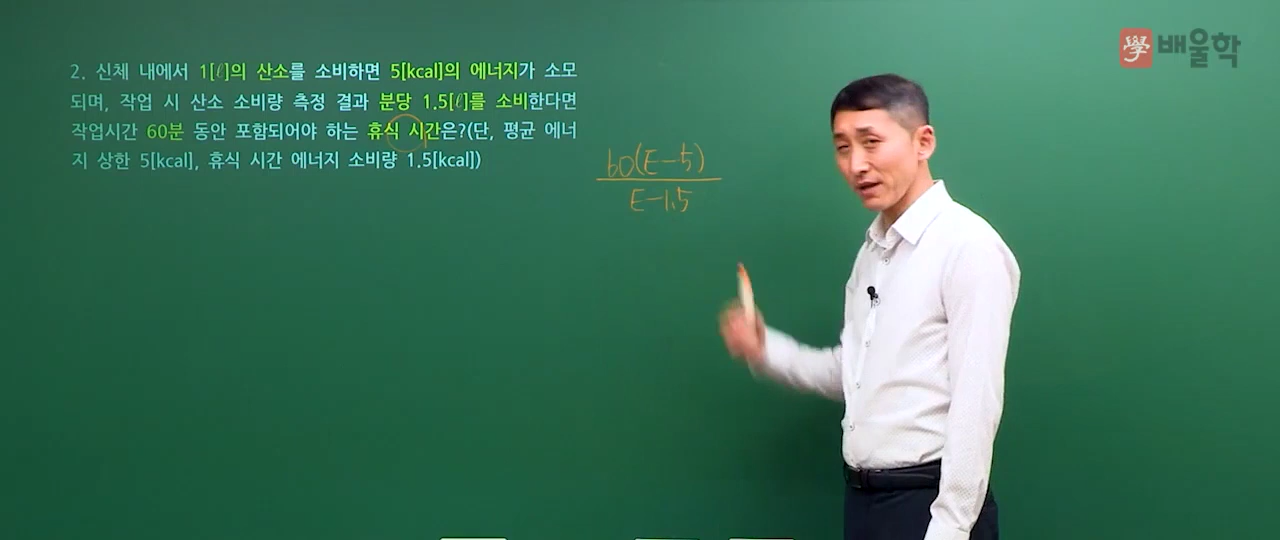 學 배울학
2. 신체 내에서 1[ℓ]의 산소를 소비하면 5[kcal]의 에너지가 소모
되며, 작업 시 산소 소비량 측정 결과 분당 1.5[ℓ]를 소비한다면
작업시간 60분 동안 포함되어야 하는 휴식 시간은?(단, 평균 에너
지 상한 5[kcal], 휴식 시간 에너지 소비량 1.5[kcal])
60(E-5)
E-1.5